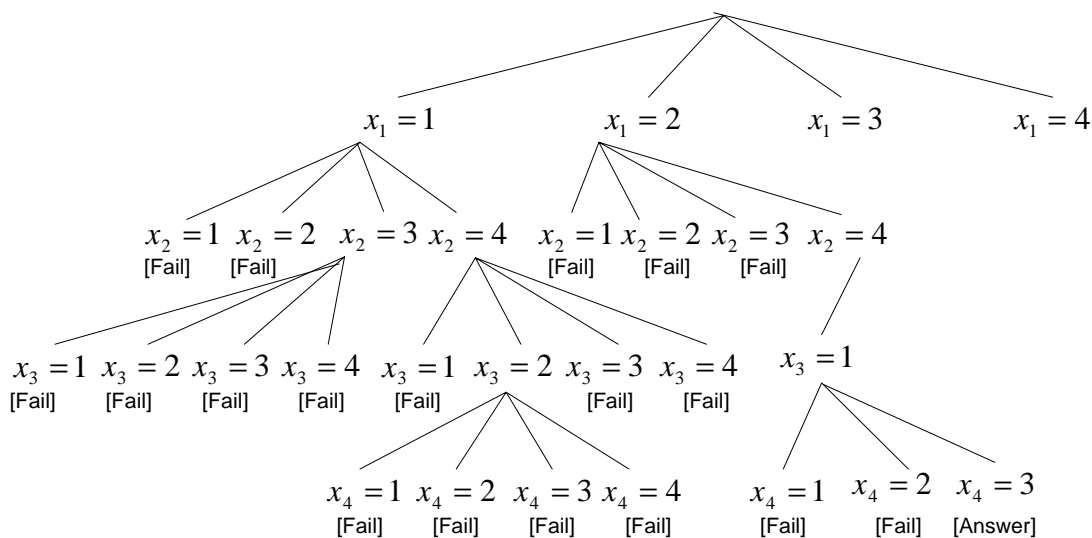 x₁ = 1 x₁ = 2 x₁ = 3 x₁ = 4
x₂ = 1 x₂ = 2 x₂ = 3 x₂ = 4 x₂ = 1 x₂ = 2 x₂ = 3 x₂ = 4
[Fail] [Fail] [Fail] [Fail] [Fail]
x₃ = 1 x₃ = 2 x₃ = 3 x₃ = 4 x₃ = 1 x₃ = 2 x₃ = 3 x₃ = 4 x₃ = 1
[Fail] [Fail] [Fail] [Fail] [Fail] [Fail] [Fail]
x₄ = 1 x₄ = 2 x₄ = 3 x₄ = 4 x₄ = 1 x₄ = 2 x₄ = 3
[Fail] [Fail] [Fail] [Fail] [Fail] [Fail] [Answer]